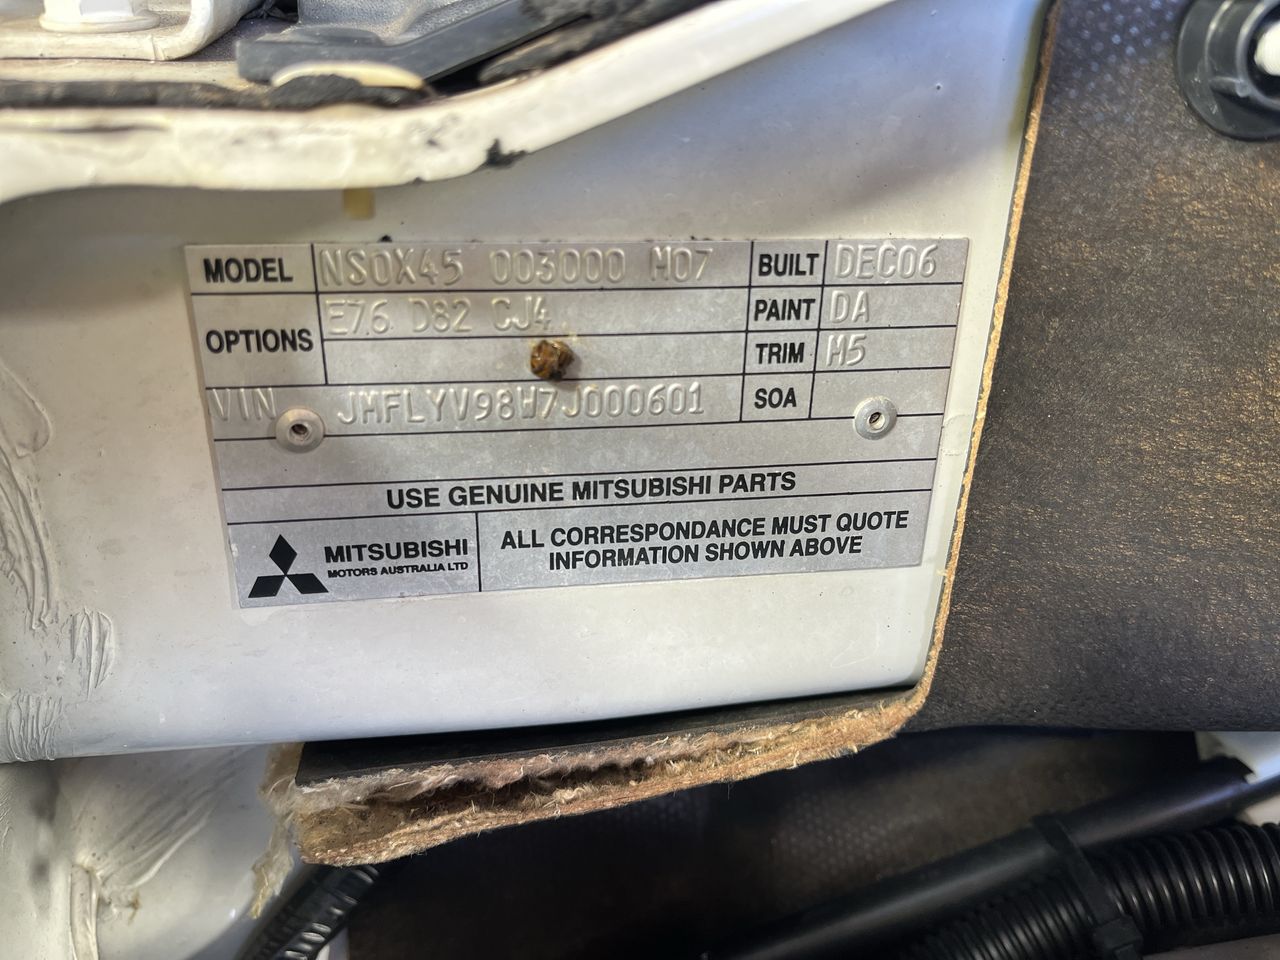 MODEL NS0X45 003000 M07 BUILT DEC06
OPTIONS E76 D82 CJ4 PAINT DA
TRIM M5
VIN JMFLYV98W7J000601 SOA
USE GENUINE MITSUBISHI PARTS
MITSUBISHI
MOTORS AUSTRALIA LTD
ALL CORRESPONDANCE MUST QUOTE
INFORMATION SHOWN ABOVE